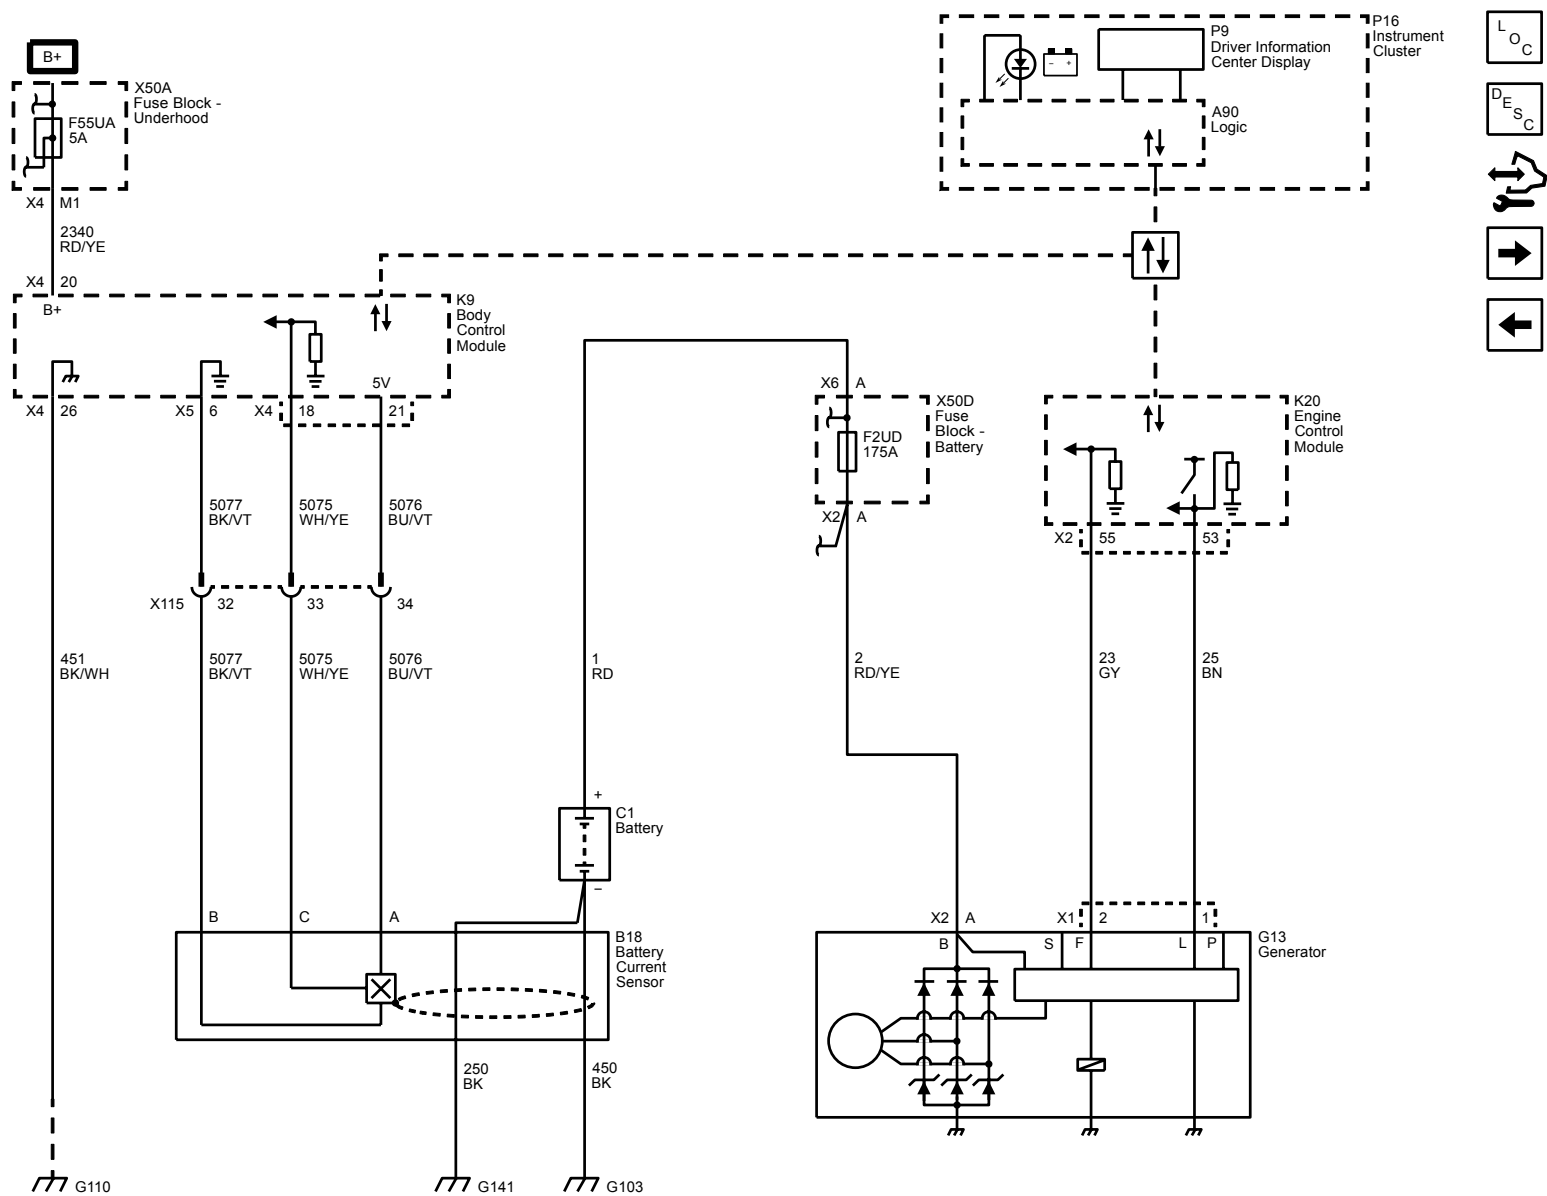 B+
X50A
Fuse Block -
Underhood
F55UA
5A
X4 M1
2340
RD/YE
X4 20
B+
K9
Body
Control
Module
5V
X4 26
X5 6
X4 18
21
5077
BK/VT
5075
WH/YE
5076
BU/VT
X115 32 33 34
451
BK/WH
5077
BK/VT
5075
WH/YE
5076
BU/VT
1
RD
+
C1
Battery
−
B C A
B18
Battery
Current
Sensor
250
BK
450
BK
G110
G141
G103
P16
Instrument
Cluster
P9
Driver Information
Center Display
− +
A90
Logic
X6 A
X50D
Fuse
Block -
Battery
F2UD
175A
X2 A
K20
Engine
Control
Module
X2 55 53
2
RD/YE
23
GY
25
BN
X2 A
X1 2 1
B S F L P
G13
Generator
L
O
C
D
E
S
C